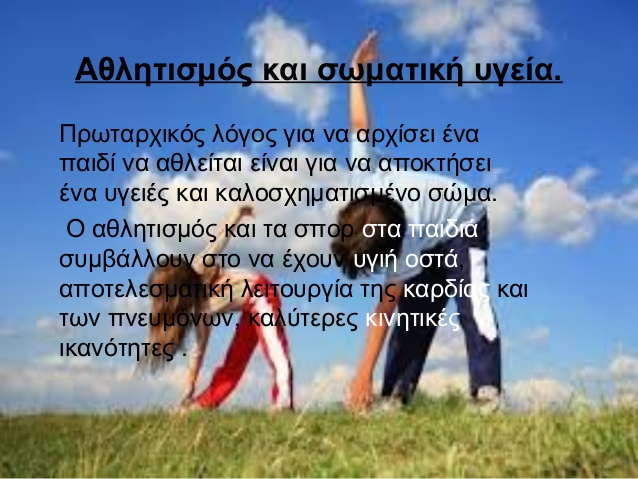 Αθλητισμός και σωματική υγεία.
Πρωταρχικός λόγος για να αρχίσει ένα
παιδί να αθλείται είναι για να αποκτήσει
ένα υγειές και καλοσχηματισμένο σώμα.
Ο αθλητισμός και τα σπορ στα παιδιά
συμβάλλουν στο να έχουν υγιή οστά,
αποτελεσματική λειτουργία της καρδίας και
των πνευμόνων, καλύτερες κινητικές
ικανότητες .